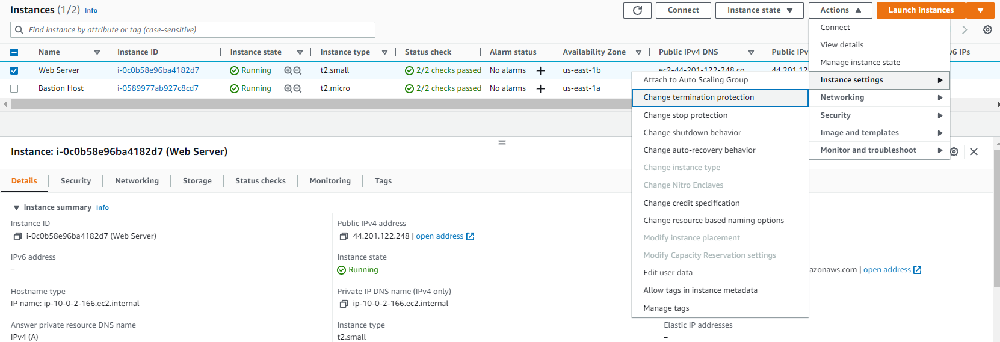 Instances (1/2) Info
Connect
Instance state
Actions
Launch instances
Find instance by attribute or tag (case-sensitive)
Name
Instance ID
Instance state
Instance type
Status check
Alarm status
Availability Zone
Public IPv4 DNS
Public IPv
v6 IPs
Web Server
i-0c0b58e96ba4182d7
Running
t2.small
2/2 checks passed
No alarms
us-east-1b
ec2-44-201-122-248.co
44.201.12
Bastion Host
i-0589977ab927c8cd7
Running
t2.micro
2/2 checks passed
No alarms
us-east-1a
Connect
View details
Manage instance state
Instance settings
Networking
Security
Image and templates
Monitor and troubleshoot
Attach to Auto Scaling Group
Change termination protection
Change stop protection
Change shutdown behavior
Change auto-recovery behavior
Change instance type
Change Nitro Enclaves
Change credit specification
Change resource based naming options
Modify instance placement
Modify Capacity Reservation settings
Edit user data
Allow tags in instance metadata
Manage tags
Instance: i-0c0b58e96ba4182d7 (Web Server)
Details
Security
Networking
Storage
Status checks
Monitoring
Tags
Instance summary Info
Instance ID
i-0c0b58e96ba4182d7 (Web Server)
Public IPv4 address
44.201.122.248 | open address
IPv6 address
–
Instance state
Running
azonaws.com | open address
Hostname type
IP name: ip-10-0-2-166.ec2.internal
Private IP DNS name (IPv4 only)
ip-10-0-2-166.ec2.internal
Answer private resource DNS name
IPv4 (A)
Instance type
t2.small
Elastic IP addresses
–